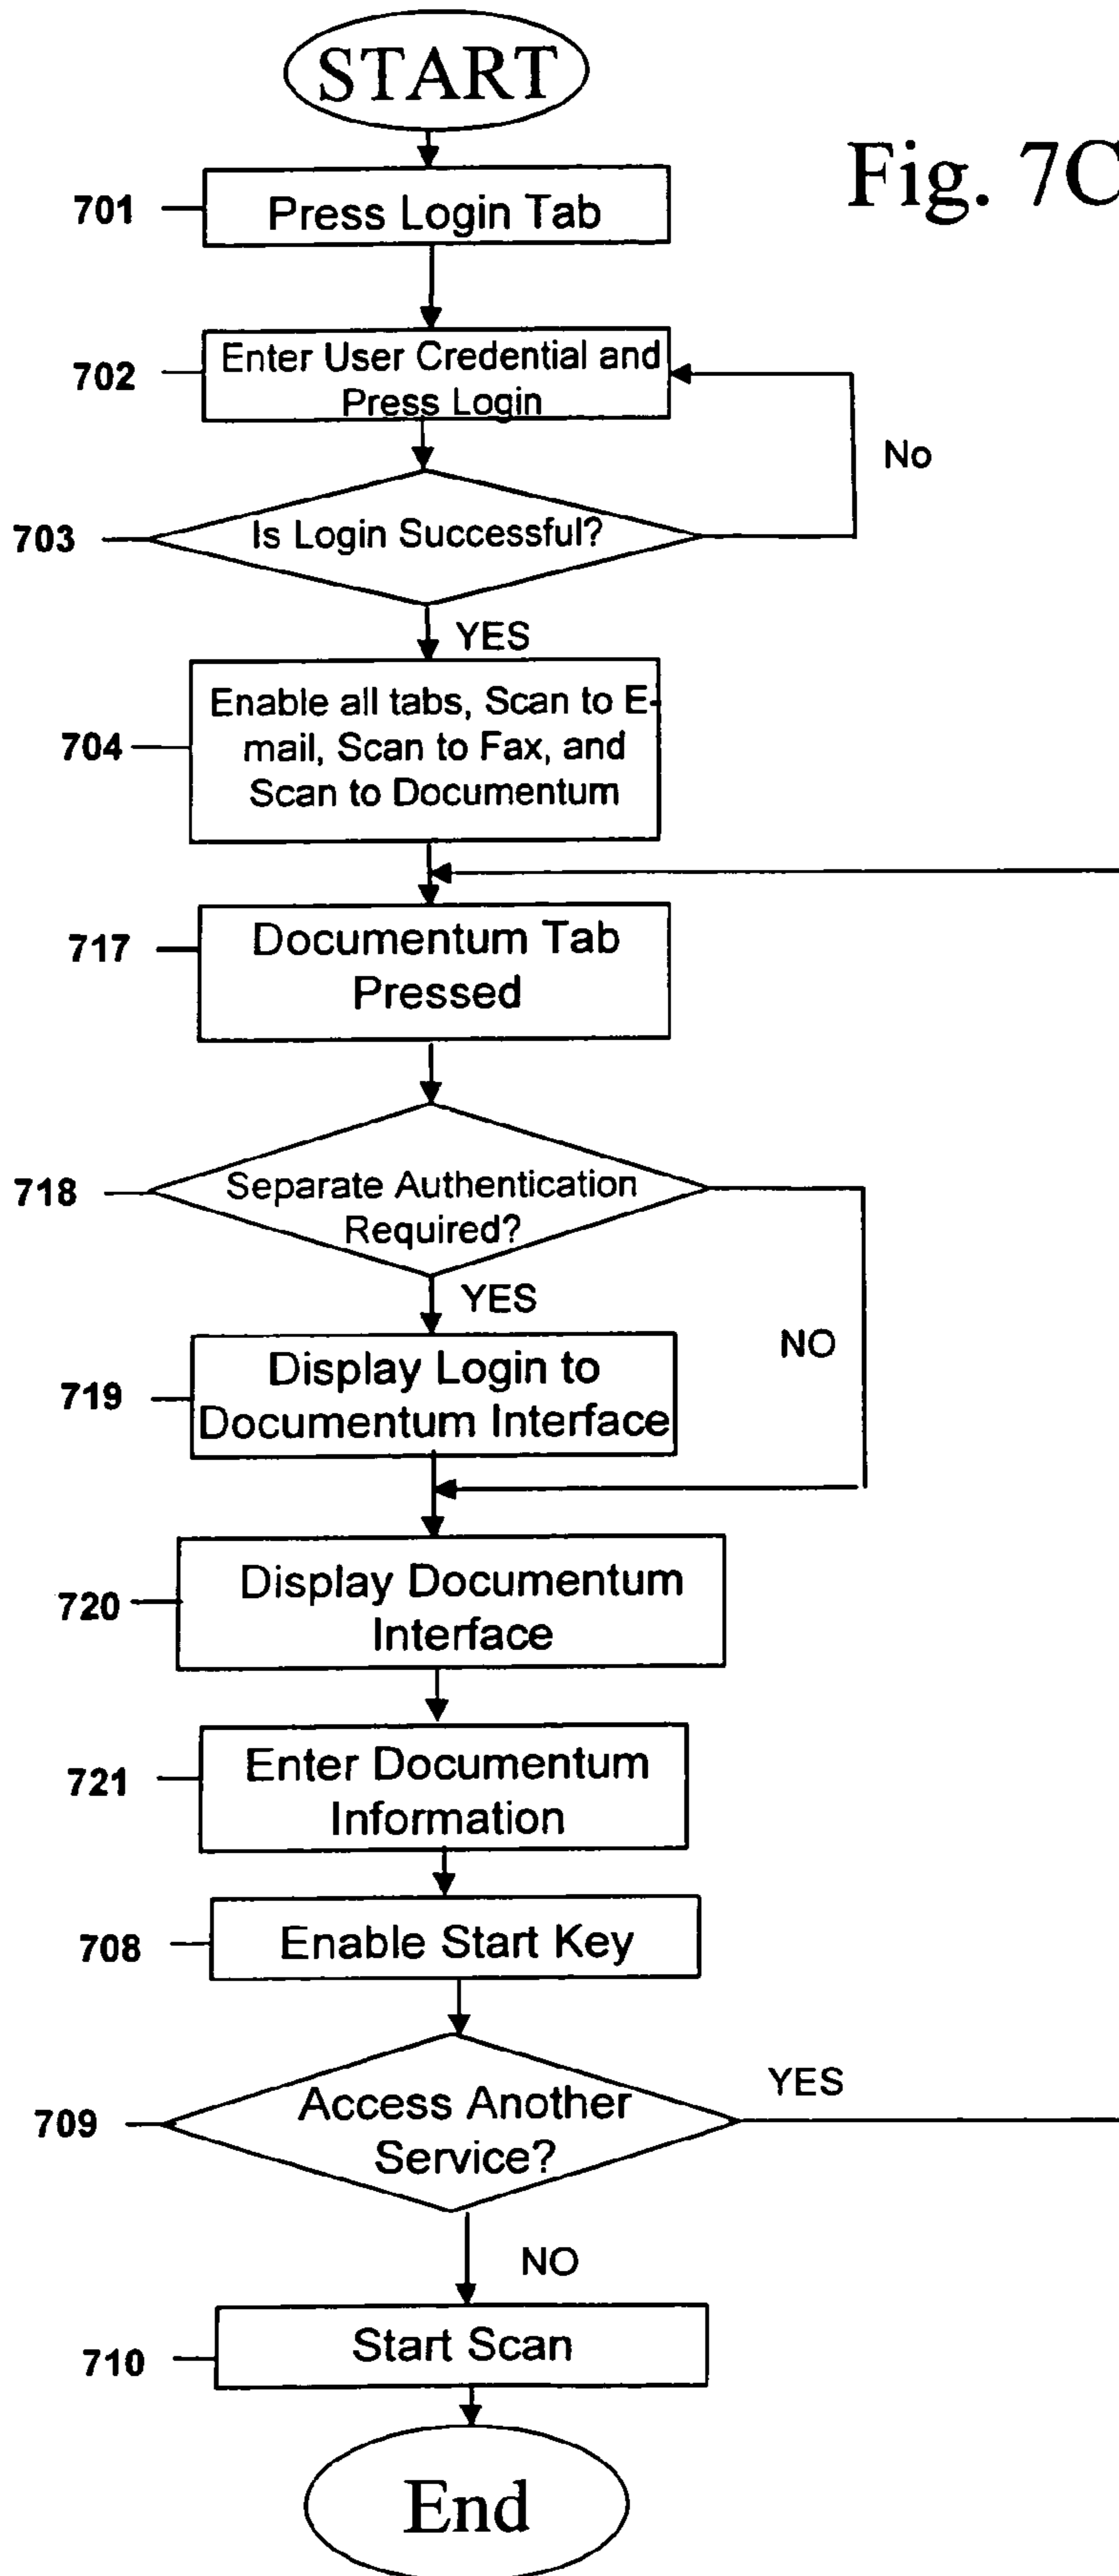 START
Fig. 7C
701
Press Login Tab
702
Enter User Credential and
Press Login
No
703
Is Login Successful?
YES
704
Enable all tabs, Scan to E-
mail, Scan to Fax, and
Scan to Documentum
717
Documentum Tab
Pressed
718
Separate Authentication
Required?
YES
NO
719
Display Login to
Documentum Interface
720
Display Documentum
Interface
721
Enter Documentum
Information
708
Enable Start Key
709
Access Another
Service?
YES
NO
710
Start Scan
End